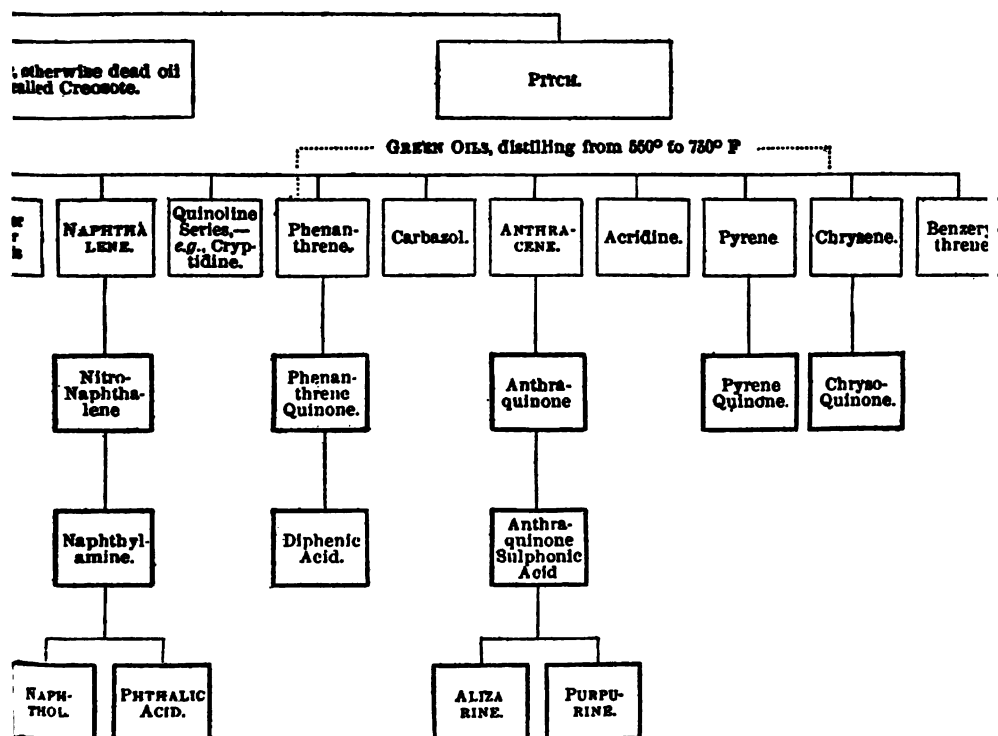 otherwise dead oil
called Creosote.
PITCH.
GREEN OILS, distilling from 550° to 750° F
NAPHTHA
LENE.
Quinoline
Series,—
e.g., Cryp-
tidine.
Phenan-
threne.
Carbazol.
ANTHRA-
CENE.
Acridine.
Pyrene
Chrysene.
Benzery
threne
Nitro-
Naphtha-
lene
Phenan-
threne
Quinone.
Anthra-
quinone
Pyrene
Quinone.
Chryso-
Quinone.
Naphthyl-
amine.
Diphenic
Acid.
Anthra-
quinone
Sulphonic
Acid
NAPH-
THOL.
PHTHALIC
ACID.
ALIZA
RINE.
PURPU-
RINE.